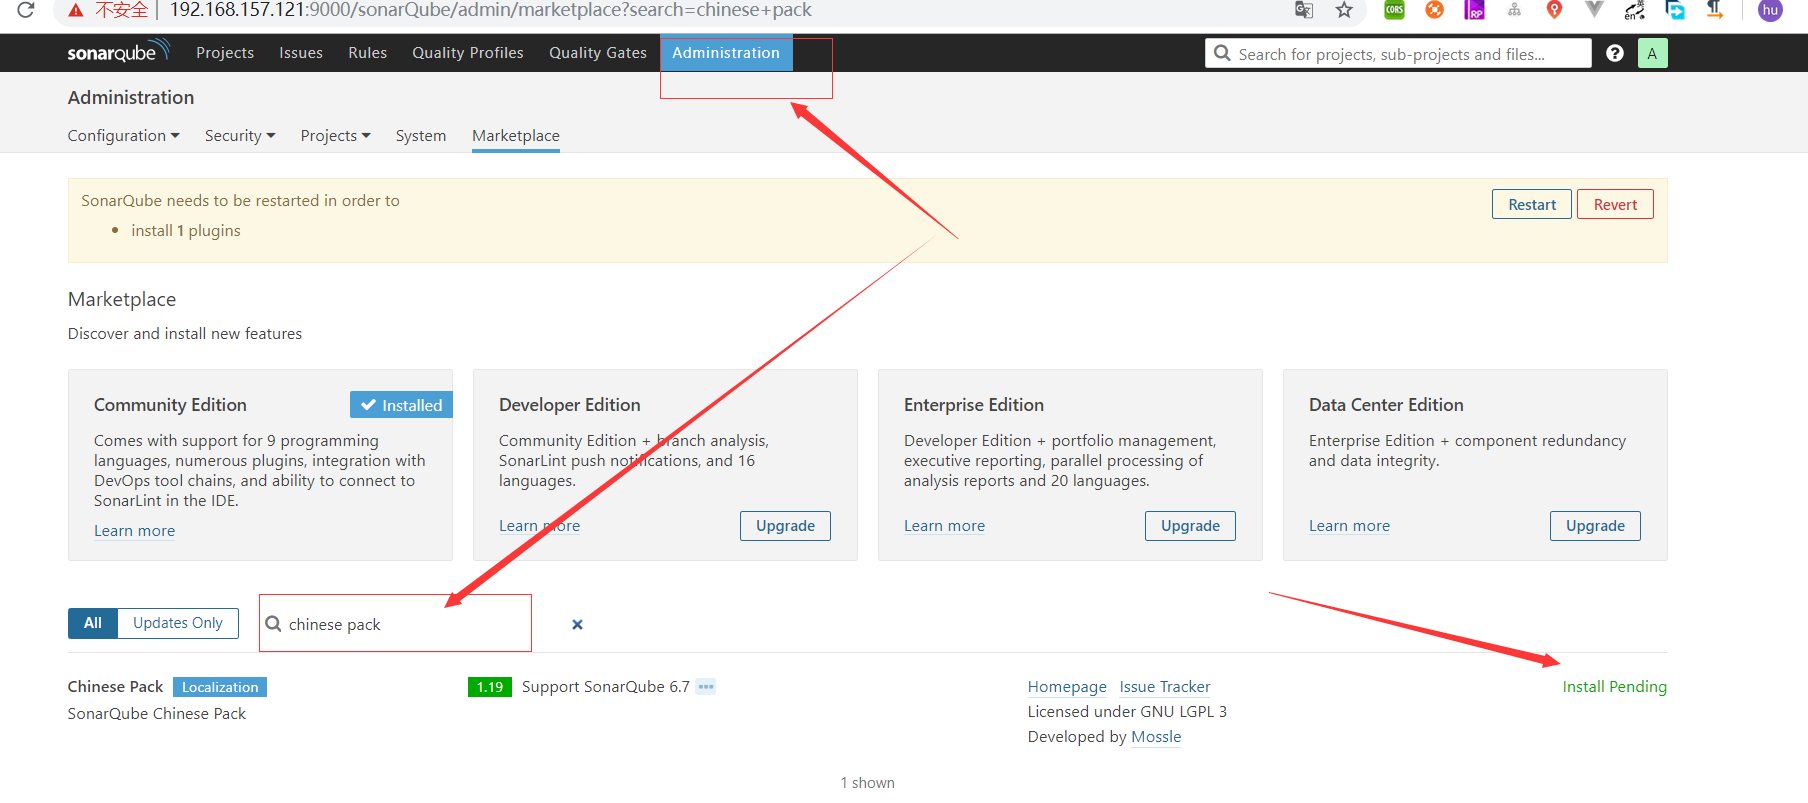 不安全 192.168.157.121:9000/sonarQube/admin/marketplace?search=chinese+pack CORS RP en 英 hu
sonarqube Projects Issues Rules Quality Profiles Quality Gates Administration Search for projects, sub-projects and files... ? A
Administration
Configuration Security Projects System Marketplace
SonarQube needs to be restarted in order to Restart Revert
• install 1 plugins
Marketplace
Discover and install new features
Community Edition Installed
Comes with support for 9 programming
languages, numerous plugins, integration with
DevOps tool chains, and ability to connect to
SonarLint in the IDE.
Learn more
Developer Edition
Community Edition + branch analysis,
SonarLint push notifications, and 16
languages.
Learn more Upgrade
Enterprise Edition
Developer Edition + portfolio management,
executive reporting, parallel processing of
analysis reports and 20 languages.
Learn more Upgrade
Data Center Edition
Enterprise Edition + component redundancy
and data integrity.
Learn more Upgrade
All Updates Only chinese pack
Chinese Pack Localization 1.19 Support SonarQube 6.7 Homepage Issue Tracker Install Pending
SonarQube Chinese Pack Licensed under GNU LGPL 3
Developed by Mossle
1 shown